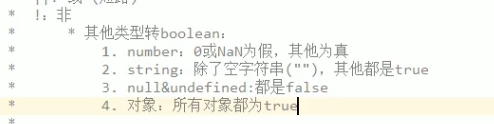 !：非
* 其他类型转boolean：
* 1. number：0或NaN为假，其他为真
* 2. string：除了空字符串("")，其他都是true
* 3. null&undefined:都是false
* 4. 对象：所有对象都为true
*